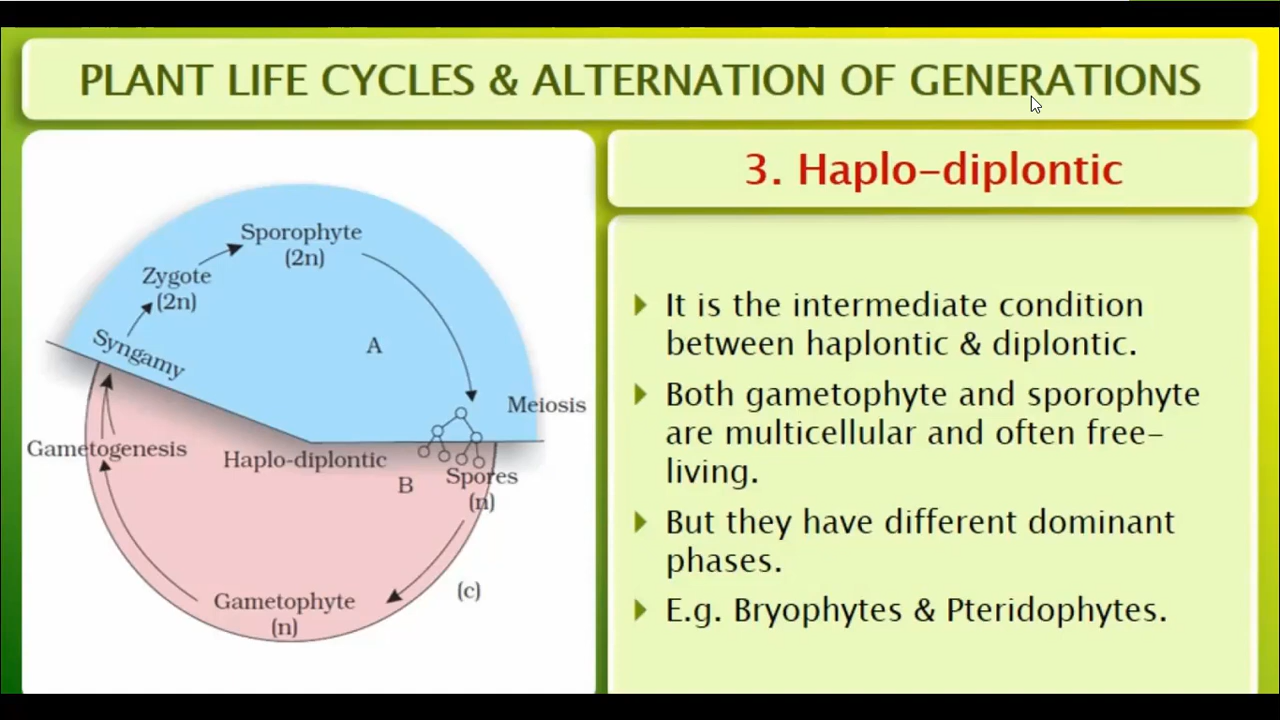 PLANT LIFE CYCLES & ALTERNATION OF GENERATIONS
Sporophyte
(2n)
Zygote
(2n)
Syngamy
A
Meiosis
Gametogenesis
Haplo-diplontic
B
Spores
(n)
Gametophyte
(n)
(c)
3. Haplo-diplontic
It is the intermediate condition
between haplontic & diplontic.
Both gametophyte and sporophyte
are multicellular and often free-
living.
But they have different dominant
phases.
E.g. Bryophytes & Pteridophytes.